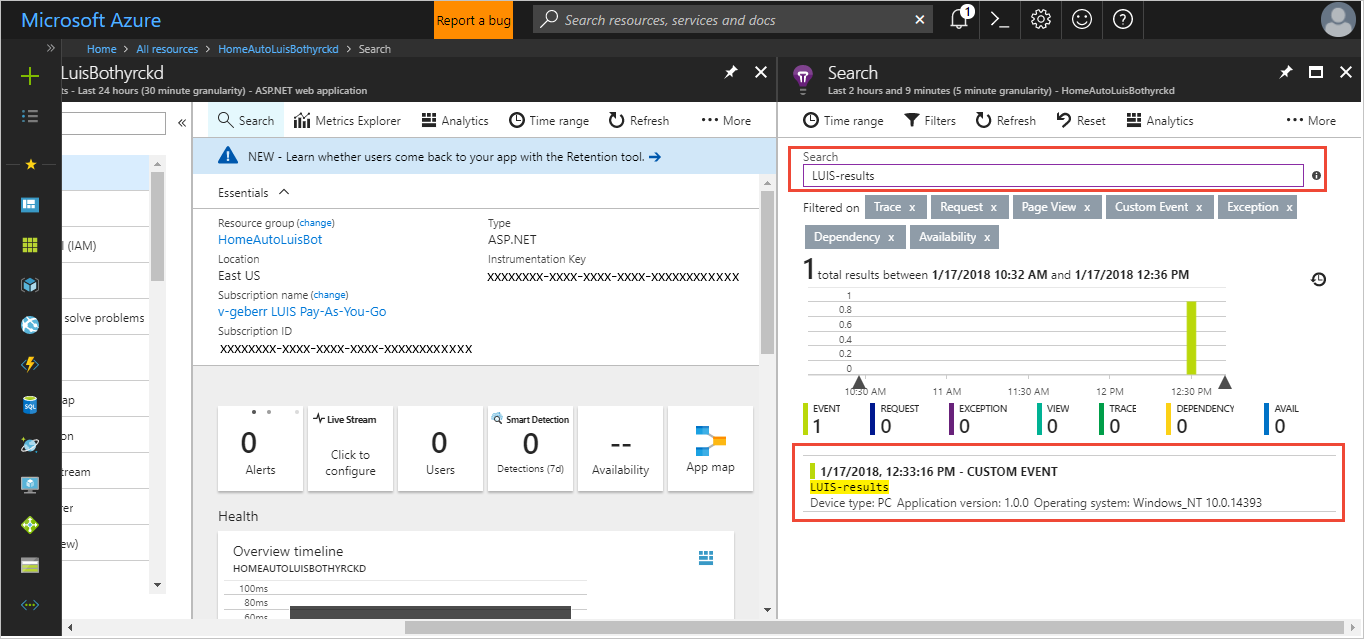 Microsoft Azure
Report a bug
Search resources, services and docs
1
Home > All resources > HomeAutoLuisBothyrckd > Search
LuisBothyrckd
ts - Last 24 hours (30 minute granularity) - ASP.NET web application
l (IAM)
solve problems
ap
on
tream
er
ew)
Search Metrics Explorer Analytics Time range Refresh More
NEW - Learn whether users come back to your app with the Retention tool.
Essentials
Resource group (change)
HomeAutoLuisBot
Type
ASP.NET
Location
East US
Instrumentation Key
xxxxxxxx-xxxx-xxxx-xxxx-xxxxxxxxxxxx
Subscription name (change)
v-geberr LUIS Pay-As-You-Go
Subscription ID
xxxxxxxx-xxxx-xxxx-xxxx-xxxxxxxxxxxx
0
Alerts
Live Stream
Click to
configure
0
Users
Smart Detection
0
Detections (7d)
--
Availability
App map
Health
Overview timeline
HOMEAUTOLUISBOTHYRCKD
100ms
80ms
60ms
Search
Last 2 hours and 9 minutes (5 minute granularity) - HomeAutoLuisBothyrckd
Time range Filters Refresh Reset Analytics More
Search
LUIS-results
Filtered on Trace x Request x Page View x Custom Event x Exception x
Dependency x Availability x
1 total results between 1/17/2018 10:32 AM and 1/17/2018 12:36 PM
1
0.8
0.6
0.4
0.2
0
10:30 AM 11 AM 11:30 AM 12 PM 12:30 PM
EVENT REQUEST EXCEPTION VIEW TRACE DEPENDENCY AVAIL
1 0 0 0 0 0 0
1/17/2018, 12:33:16 PM - CUSTOM EVENT
LUIS-results
Device type: PC Application version: 1.0.0 Operating system: Windows_NT 10.0.14393